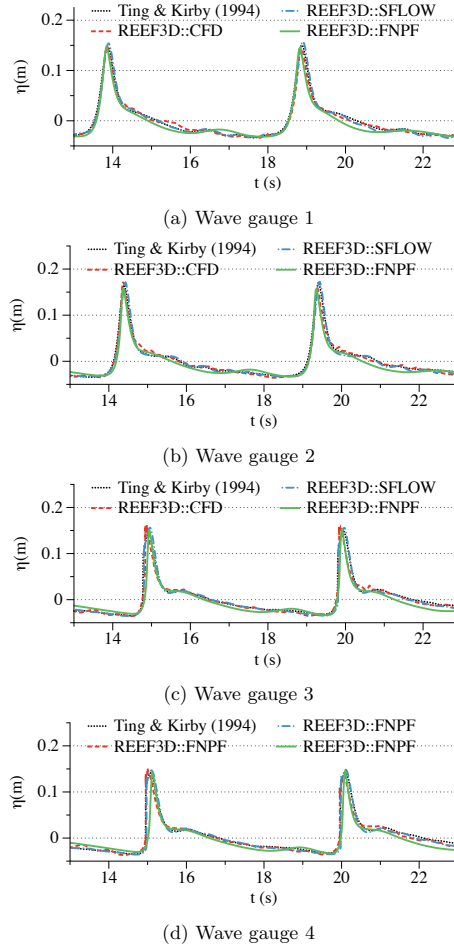 Ting & Kirby (1994) REEF3D::SFLOW
REEF3D::CFD REEF3D::FNPF
0.2
0.1
0
η(m)
14 16 18 20 22
t (s)
(a) Wave gauge 1
Ting & Kirby (1994) REEF3D::SFLOW
REEF3D::CFD REEF3D::FNPF
0.2
0.1
0
η(m)
14 16 18 20 22
t (s)
(b) Wave gauge 2
Ting & Kirby (1994) REEF3D::SFLOW
REEF3D::CFD REEF3D::FNPF
0.2
0.1
0
η(m)
14 16 18 20 22
t (s)
(c) Wave gauge 3
Ting & Kirby (1994) REEF3D::FNPF
REEF3D::FNPF REEF3D::FNPF
0.2
0.1
0
η(m)
14 16 18 20 22
t (s)
(d) Wave gauge 4